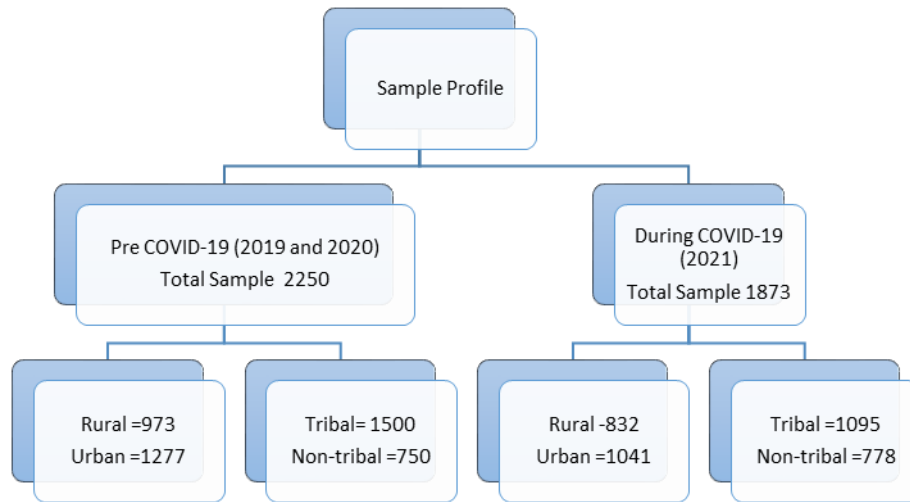 Sample Profile
Pre COVID-19 (2019 and 2020)
Total Sample 2250
During COVID-19
(2021)
Total Sample 1873
Rural =973
Urban =1277
Tribal= 1500
Non-tribal =750
Rural -832
Urban =1041
Tribal =1095
Non-tribal =778